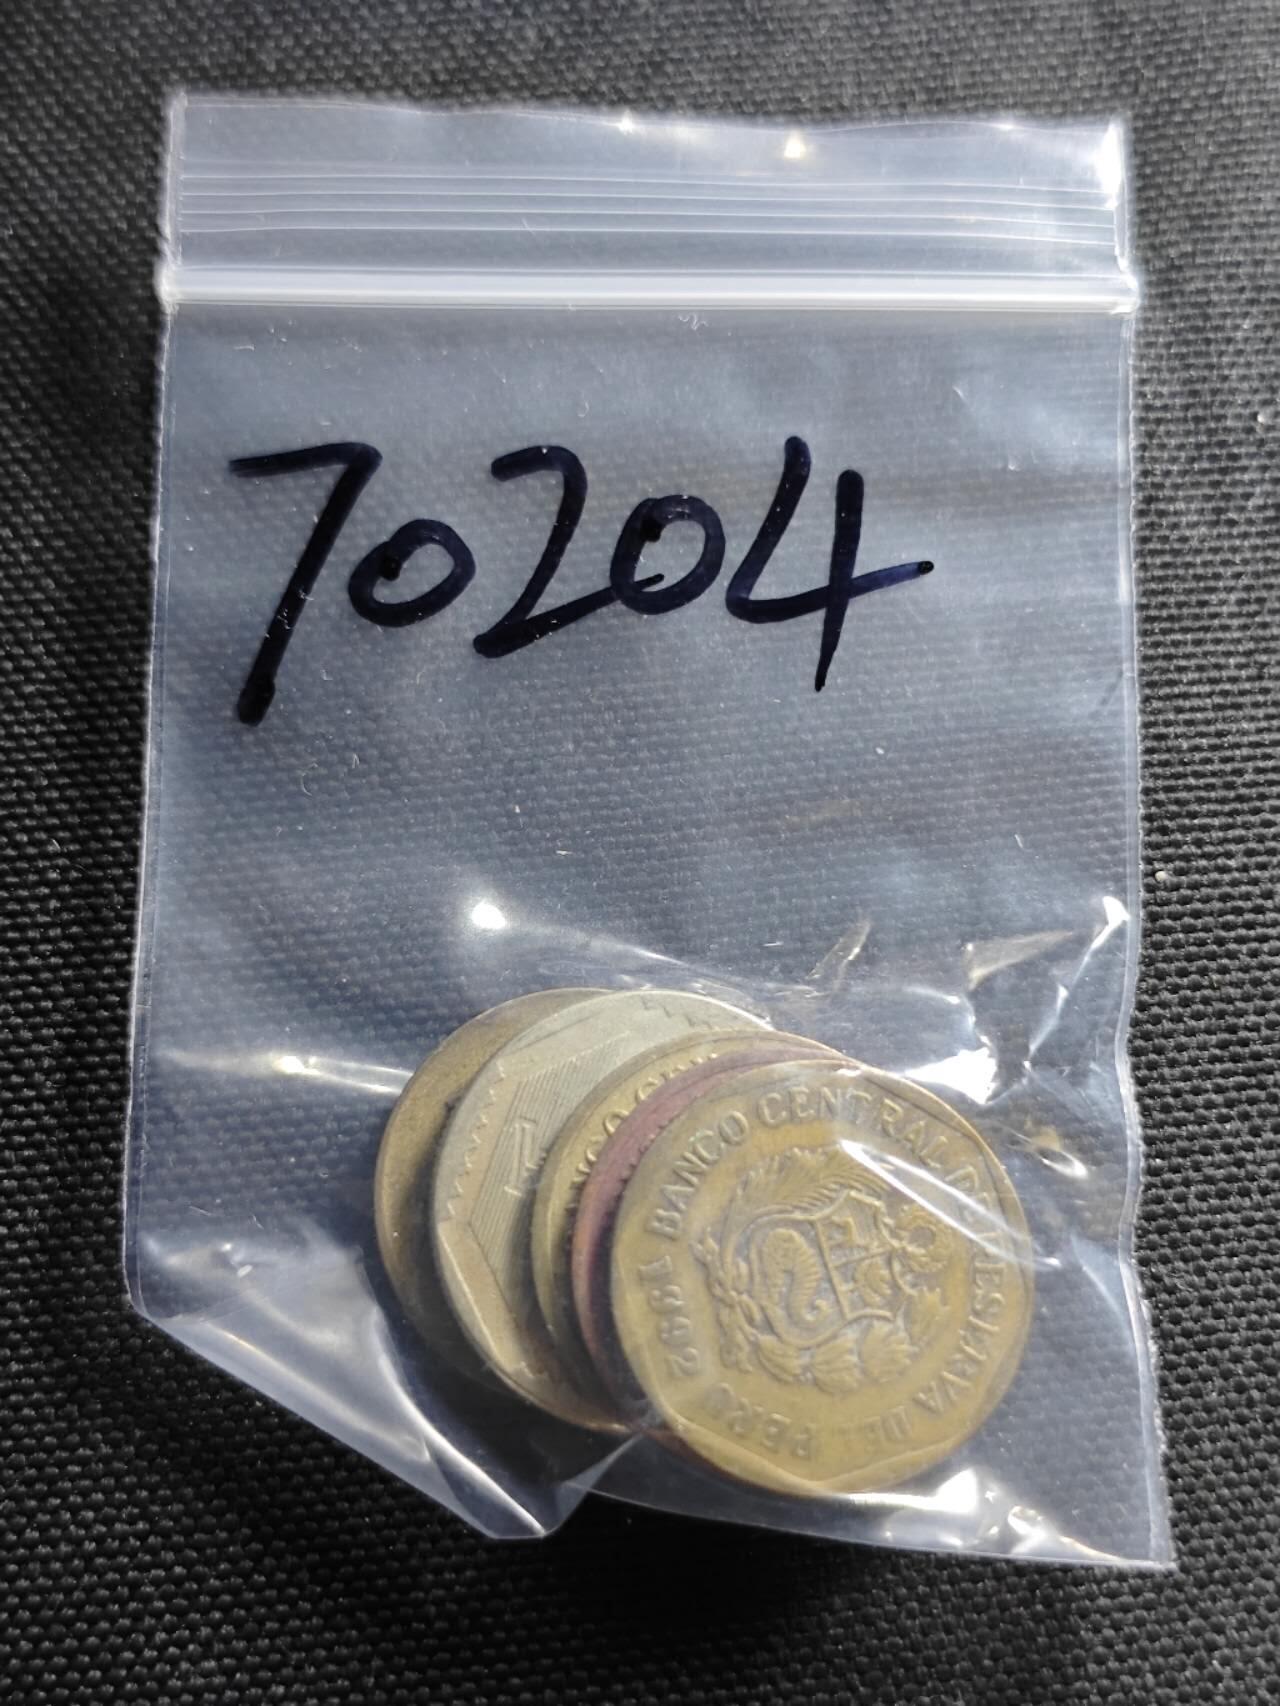 70204
BANCO CENTRAL DE RESERVA DEL PERU 1992